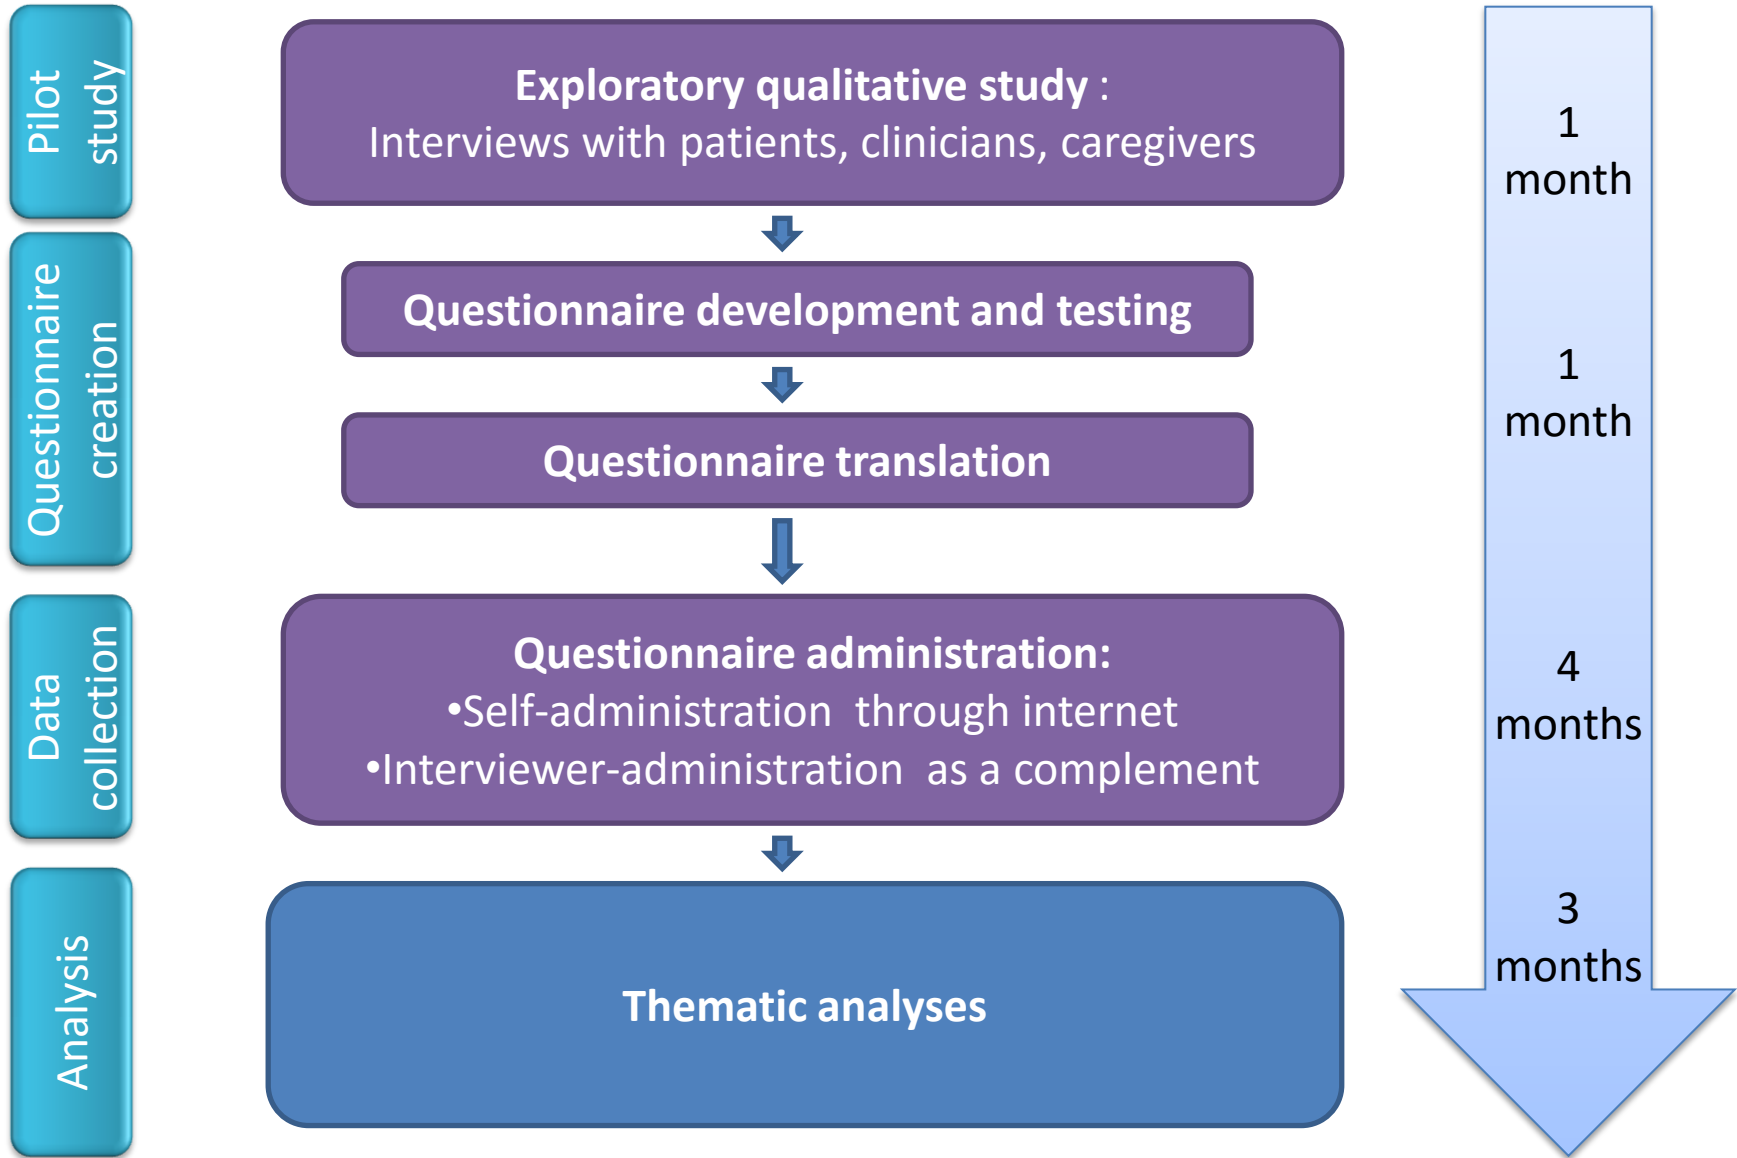 Pilot
study
Exploratory qualitative study :
Interviews with patients, clinicians, caregivers
1
month
Questionnaire
creation
Questionnaire development and testing
Questionnaire translation
1
month
Data
collection
Questionnaire administration:
•Self-administration through internet
•Interviewer-administration as a complement
4
months
Analysis
Thematic analyses
3
months